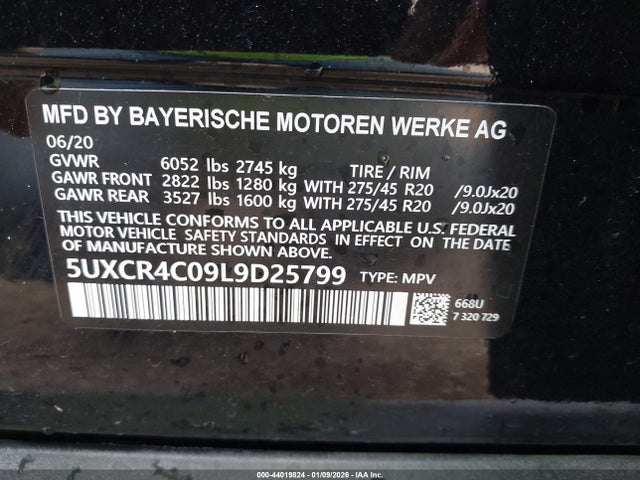 MFD BY BAYERISCHE MOTOREN WERKE AG
06/20
GVWR 6052 lbs 2745 kg TIRE / RIM
GAWR FRONT 2822 lbs 1280 kg WITH 275/45 R20 /9.0Jx20
GAWR REAR 3527 lbs 1600 kg WITH 275/45 R20 /9.0Jx20
THIS VEHICLE CONFORMS TO ALL APPLICABLE U.S. FEDERAL
MOTOR VEHICLE SAFETY STANDARDS IN EFFECT ON THE DATE
OF MANUFACTURE SHOWN ABOVE.
5UXCR4C09L9D25799 TYPE: MPV
668U
7 320 729
000-44019824 | 01/09/2026 - IAA Inc.